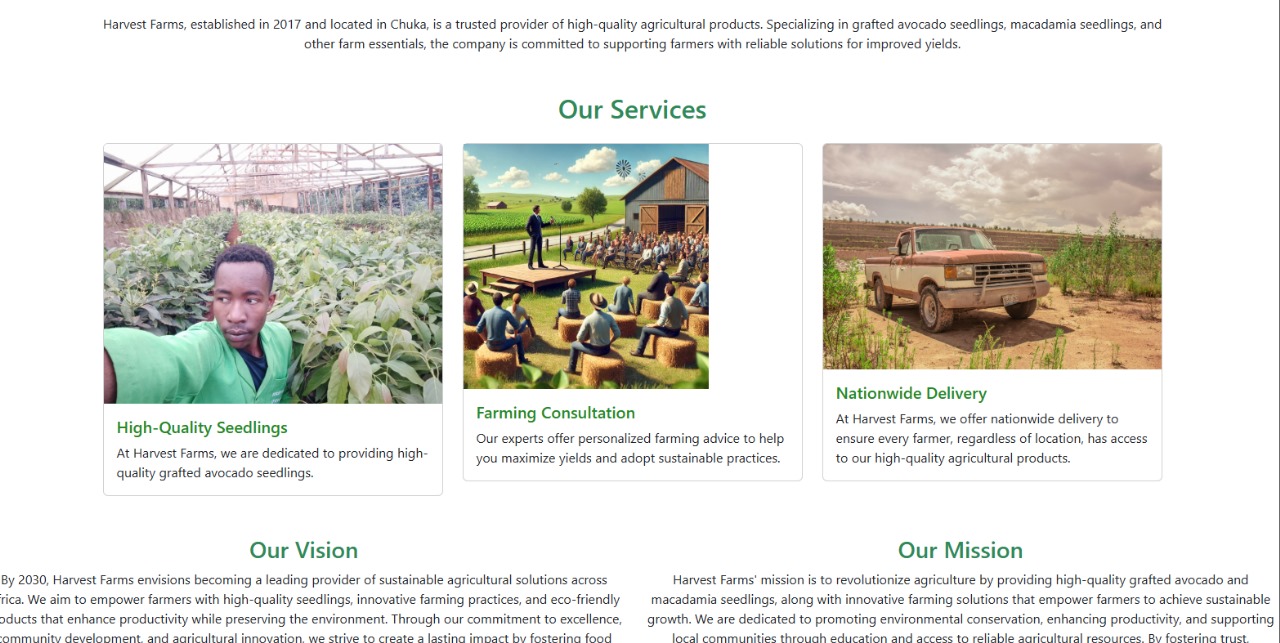 Harvest Farms, established in 2017 and located in Chuka, is a trusted provider of high-quality agricultural products. Specializing in grafted avocado seedlings, macadamia seedlings, and
other farm essentials, the company is committed to supporting farmers with reliable solutions for improved yields.
Our Services
High-Quality Seedlings
At Harvest Farms, we are dedicated to providing high-
quality grafted avocado seedlings.
Farming Consultation
Our experts offer personalized farming advice to help
you maximize yields and adopt sustainable practices.
Nationwide Delivery
At Harvest Farms, we offer nationwide delivery to
ensure every farmer, regardless of location, has access
to our high-quality agricultural products.
Our Vision
By 2030, Harvest Farms envisions becoming a leading provider of sustainable agricultural solutions across
frica. We aim to empower farmers with high-quality seedlings, innovative farming practices, and eco-friendly
oducts that enhance productivity while preserving the environment. Through our commitment to excellence,
community development, and agricultural innovation, we strive to create a lasting impact by fostering food
Our Mission
Harvest Farms' mission is to revolutionize agriculture by providing high-quality grafted avocado and
macadamia seedlings, along with innovative farming solutions that empower farmers to achieve sustainable
growth. We are dedicated to promoting environmental conservation, enhancing productivity, and supporting
local communities through education and access to reliable agricultural resources. By fostering trust,